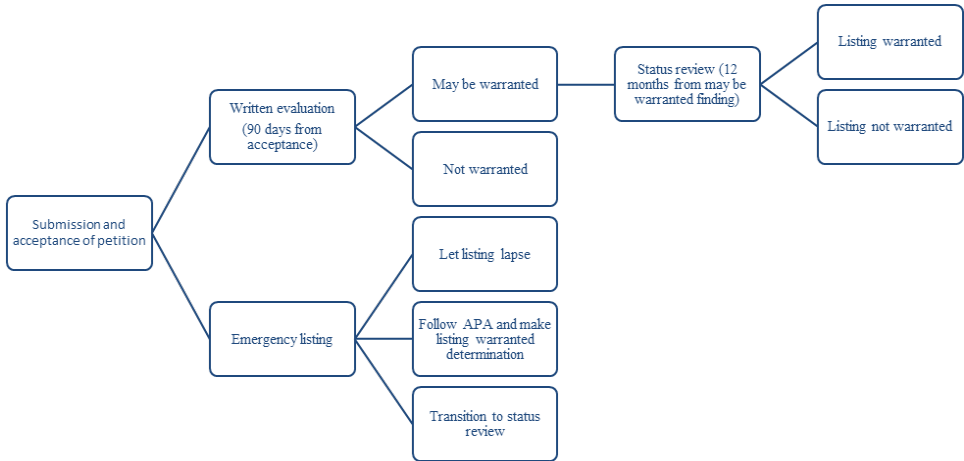 Submission and
acceptance of petition
Written evaluation
(90 days from
acceptance)
May be warranted
Status review (12
months from may be
warranted finding)
Listing warranted
Listing not warranted
Not warranted
Emergency listing
Let listing lapse
Follow APA and make
listing warranted
determination
Transition to status
review